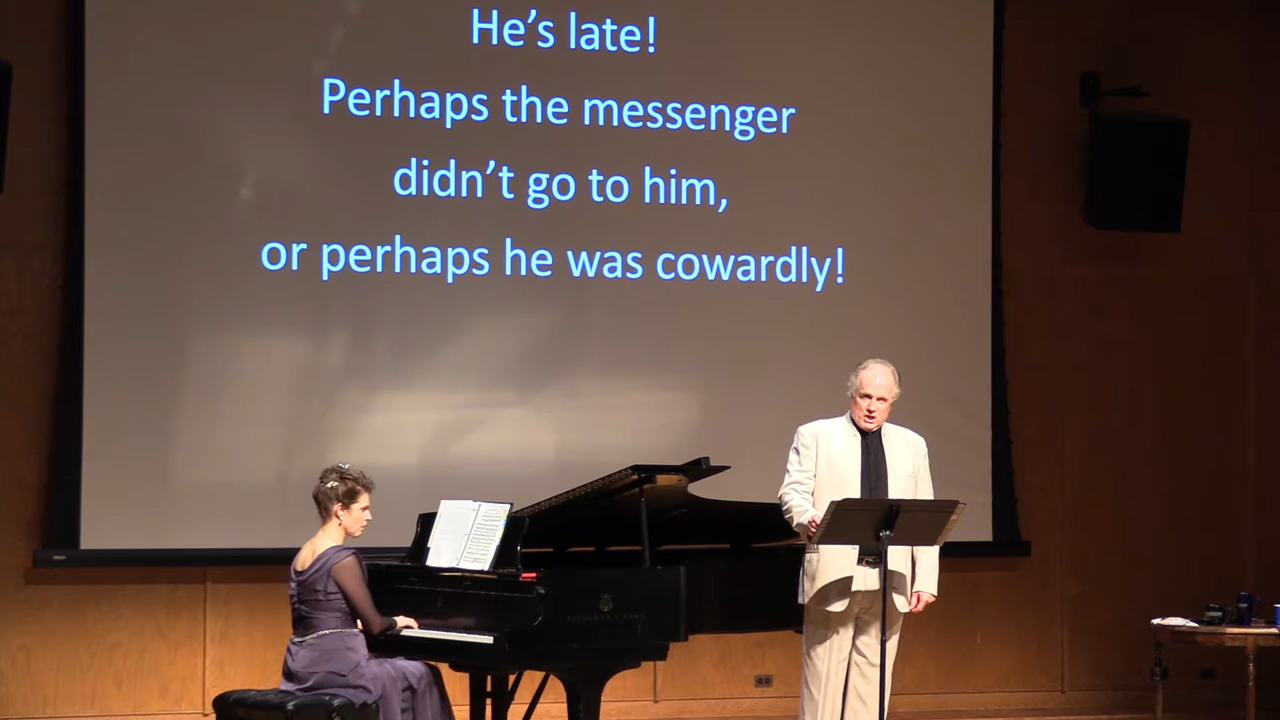 He’s late!
Perhaps the messenger
didn’t go to him,
or perhaps he was cowardly!